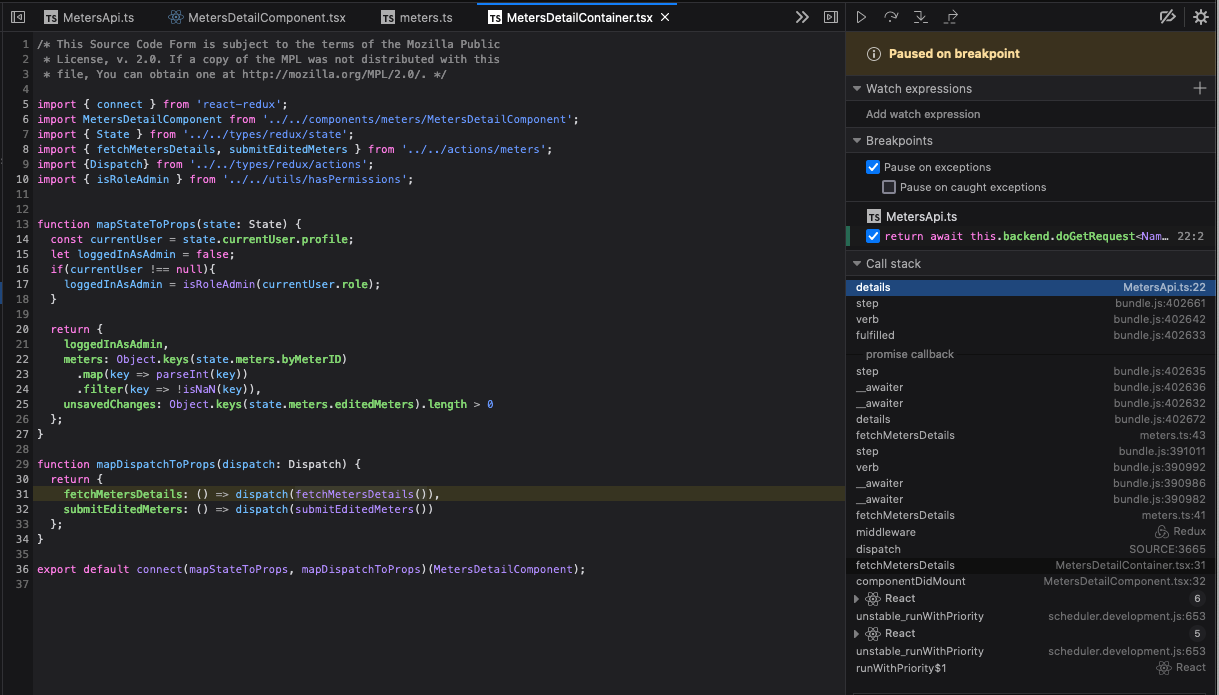 MetersApi.ts
MetersDetailComponent.tsx
meters.ts
MetersDetailContainer.tsx
1 /* This Source Code Form is subject to the terms of the Mozilla Public
2  * License, v. 2.0. If a copy of the MPL was not distributed with this
3  * file, You can obtain one at http://mozilla.org/MPL/2.0/. */
4
5 import { connect } from 'react-redux';
6 import MetersDetailComponent from '../../components/meters/MetersDetailComponent';
7 import { State } from '../../types/redux/state';
8 import { fetchMetersDetails, submitEditedMeters } from '../../actions/meters';
9 import {Dispatch} from '../../types/redux/actions';
10 import { isRoleAdmin } from '../../utils/hasPermissions';
11
12
13 function mapStateToProps(state: State) {
14   const currentUser = state.currentUser.profile;
15   let loggedInAsAdmin = false;
16   if(currentUser !== null){
17     loggedInAsAdmin = isRoleAdmin(currentUser.role);
18   }
19
20   return {
21     loggedInAsAdmin,
22     meters: Object.keys(state.meters.byMeterID)
23       .map(key => parseInt(key))
24       .filter(key => !isNaN(key)),
25     unsavedChanges: Object.keys(state.meters.editedMeters).length > 0
26   };
27 }
28
29 function mapDispatchToProps(dispatch: Dispatch) {
30   return {
31     fetchMetersDetails: () => dispatch(fetchMetersDetails()),
32     submitEditedMeters: () => dispatch(submitEditedMeters())
33   };
34 }
35
36 export default connect(mapStateToProps, mapDispatchToProps)(MetersDetailComponent);
37
Paused on breakpoint
Watch expressions
Add watch expression
Breakpoints
Pause on exceptions
Pause on caught exceptions
MetersApi.ts
return await this.backend.doGetRequest<Nam… 22:2
Call stack
details MetersApi.ts:22
step bundle.js:402661
verb bundle.js:402642
fulfilled bundle.js:402633
promise callback
step bundle.js:402635
__awaiter bundle.js:402636
__awaiter bundle.js:402632
details bundle.js:402672
fetchMetersDetails meters.ts:43
step bundle.js:391011
verb bundle.js:390992
__awaiter bundle.js:390986
__awaiter bundle.js:390982
fetchMetersDetails meters.ts:41
middleware Redux
dispatch SOURCE:3665
fetchMetersDetails MetersDetailContainer.tsx:31
componentDidMount MetersDetailComponent.tsx:32
React 6
unstable_runWithPriority scheduler.development.js:653
React 5
unstable_runWithPriority scheduler.development.js:653
runWithPriority$1 React